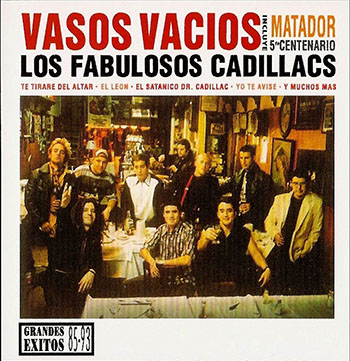 VASOS VACIOS
INCLUYE
MATADOR
5to CENTENARIO
LOS FABULOSOS CADILLACS
TE TIRARE DEL ALTAR · EL LEON · EL SATANICO DR. CADILLAC · YO TE AVISE · Y MUCHOS MAS
GRANDES
EXITOS
85-93